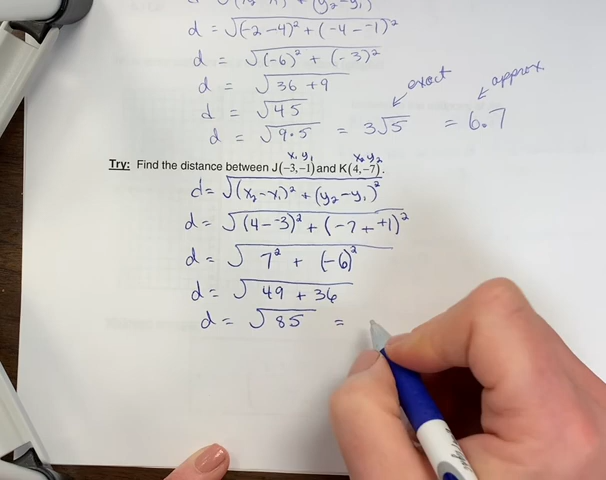 d = √(-2-4)² + (-4--1)²
d = √(-6)² + (-3)²
d = √36+9
d = √45
exact
approx.
d = √9·5 = 3√5 = 6.7
x₁ y₁ x₂ y₂
Try: Find the distance between J(−3,−1) and K(4,−7).
d = √(x₂-x₁)² + (y₂-y₁)²
d = √(4--3)² + (-7++1)²
d = √7² + (-6)²
d = √49 + 36
d = √85 =